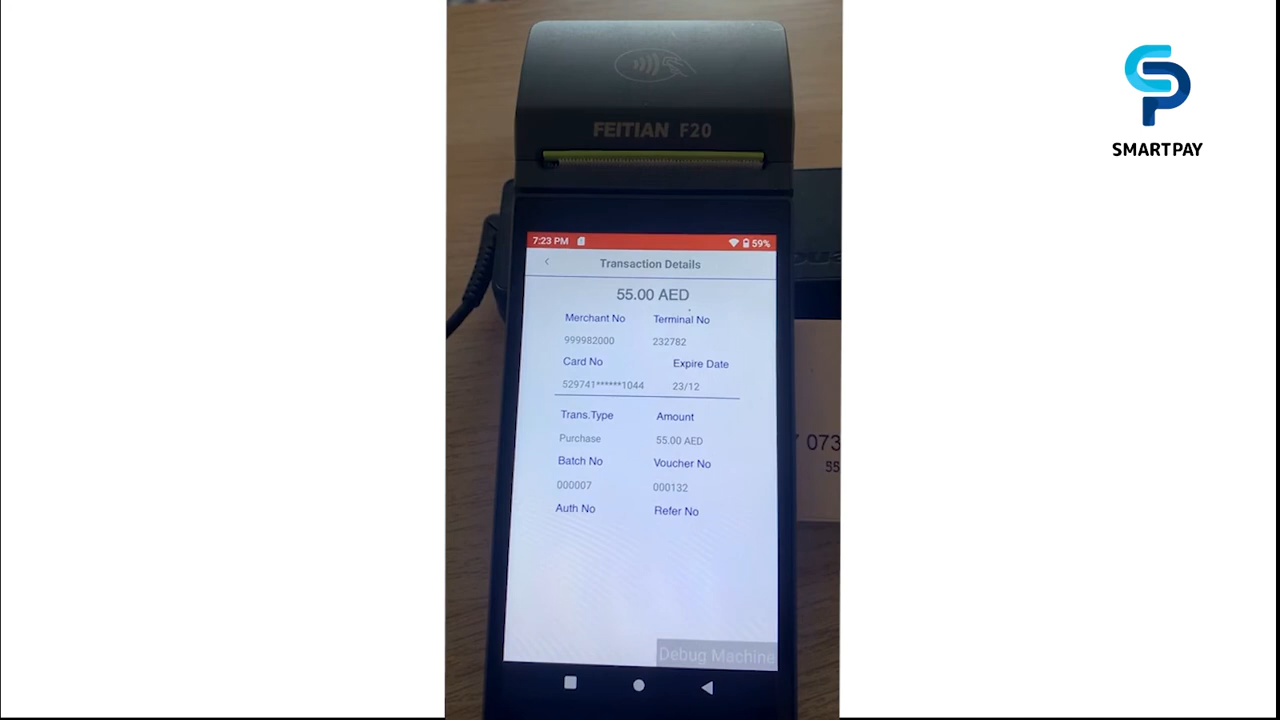 SMARTPAY
FEITIAN F20
7:23 PM 59%
Transaction Details
55.00 AED
Merchant No Terminal No
999982000 232782
Card No Expire Date
529741******1044 23/12
Trans.Type Amount
Purchase 55.00 AED
Batch No Voucher No
000007 000132
Auth No Refer No
Debug Machine
073
55